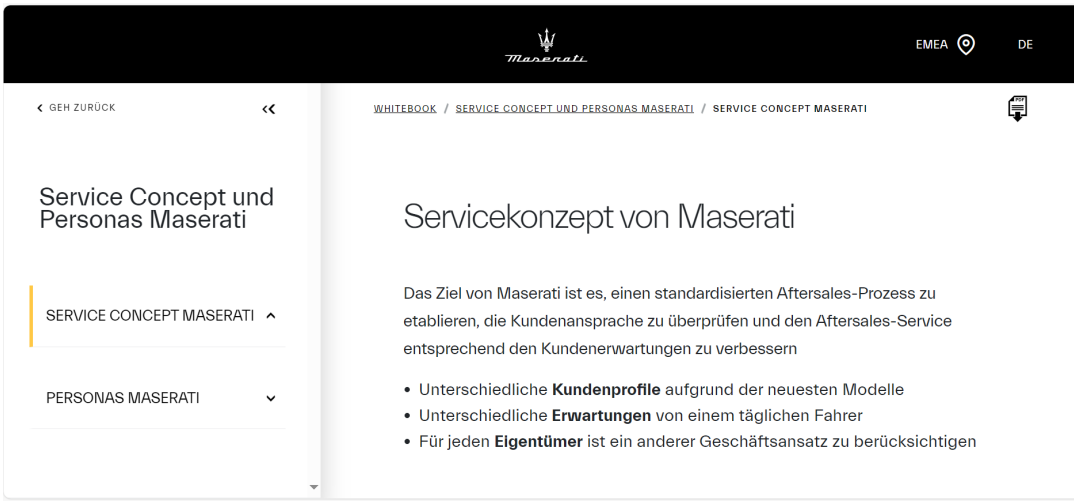 Maserati
EMEA
DE
GEH ZURÜCK
WHITEBOOK / SERVICE CONCEPT UND PERSONAS MASERATI / SERVICE CONCEPT MASERATI
PDF
Service Concept und
Personas Maserati
SERVICE CONCEPT MASERATI
PERSONAS MASERATI
Servicekonzept von Maserati
Das Ziel von Maserati ist es, einen standardisierten Aftersales-Prozess zu
etablieren, die Kundenansprache zu überprüfen und den Aftersales-Service
entsprechend den Kundenerwartungen zu verbessern
• Unterschiedliche Kundenprofile aufgrund der neuesten Modelle
• Unterschiedliche Erwartungen von einem täglichen Fahrer
• Für jeden Eigentümer ist ein anderer Geschäftsansatz zu berücksichtigen